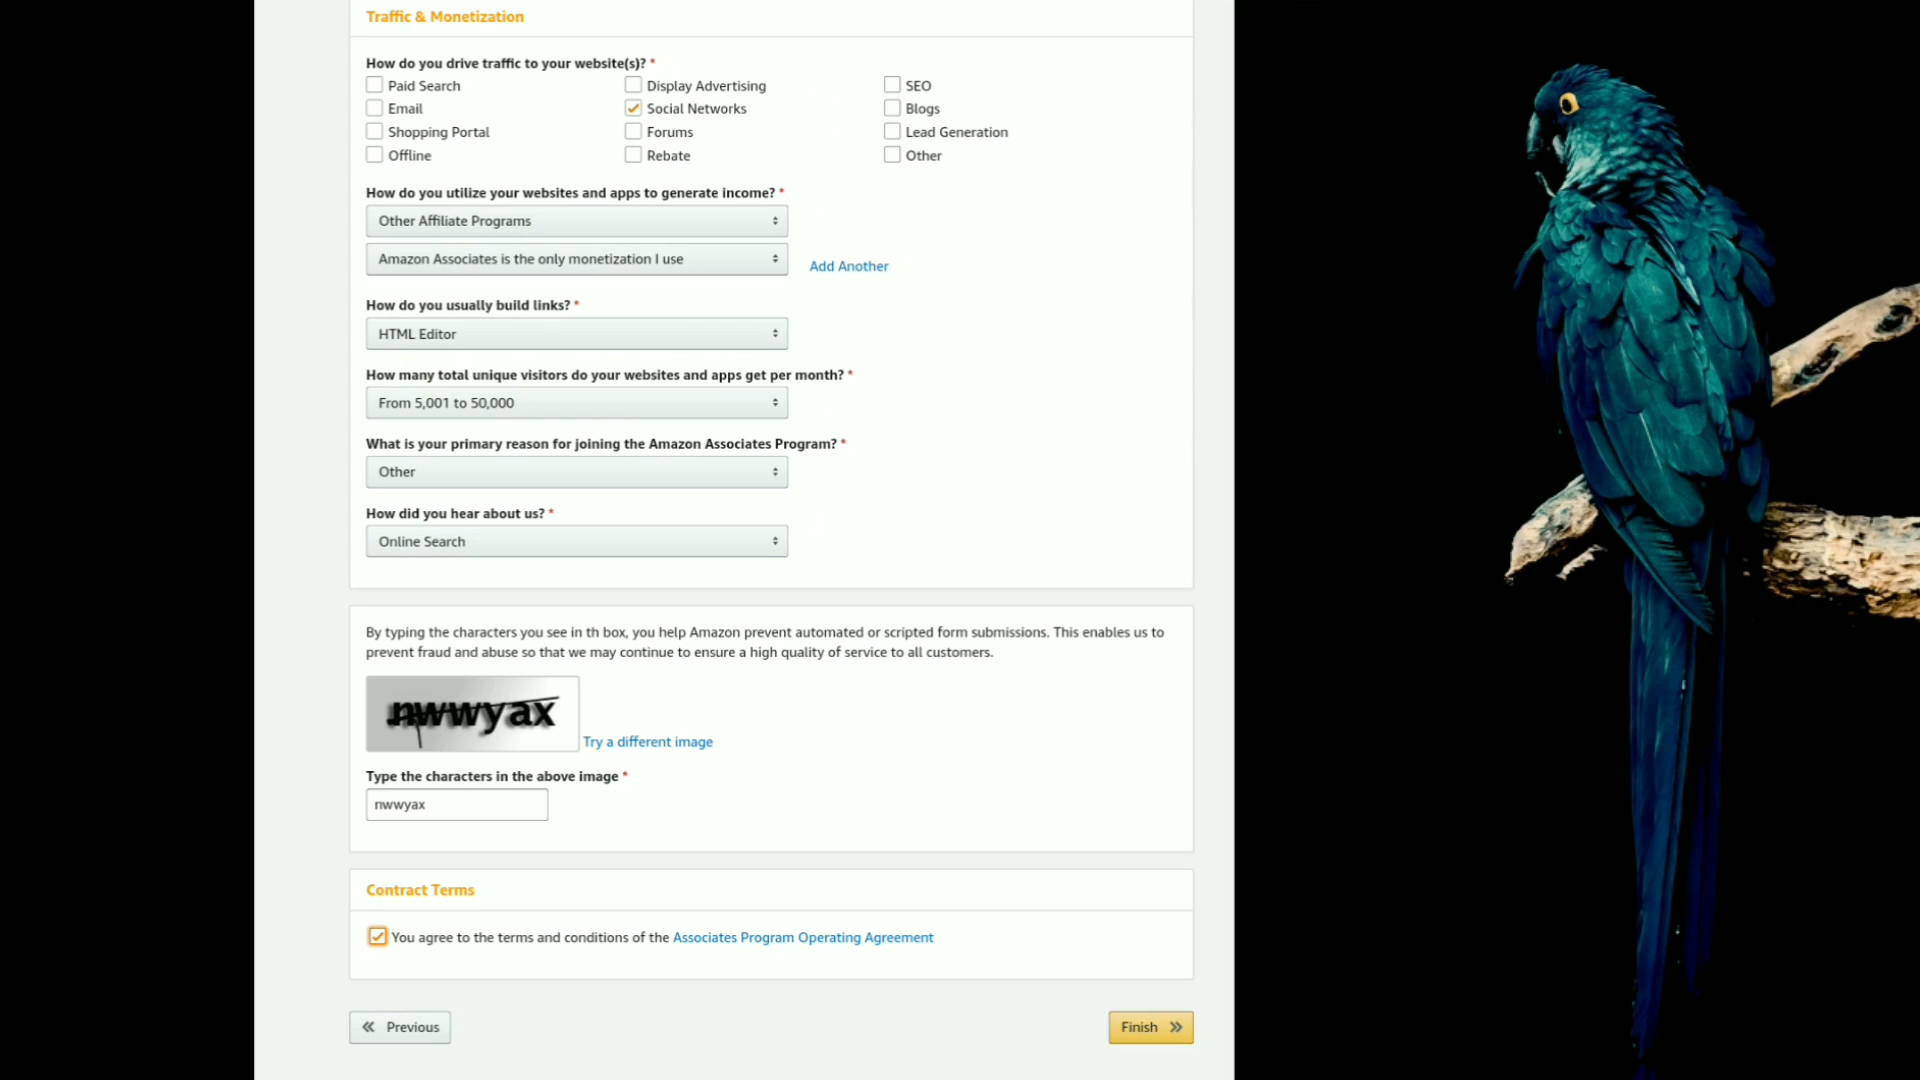 Traffic & Monetization
How do you drive traffic to your website(s)? *
Paid Search Display Advertising SEO
Email Social Networks Blogs
Shopping Portal Forums Lead Generation
Offline Rebate Other
How do you utilize your websites and apps to generate income? *
Other Affiliate Programs
Amazon Associates is the only monetization I use Add Another
How do you usually build links? *
HTML Editor
How many total unique visitors do your websites and apps get per month? *
From 5,001 to 50,000
What is your primary reason for joining the Amazon Associates Program? *
Other
How did you hear about us? *
Online Search
By typing the characters you see in th box, you help Amazon prevent automated or scripted form submissions. This enables us to
prevent fraud and abuse so that we may continue to ensure a high quality of service to all customers.
nwwyax
Try a different image
Type the characters in the above image *
nwwyax
Contract Terms
You agree to the terms and conditions of the Associates Program Operating Agreement
« Previous Finish »